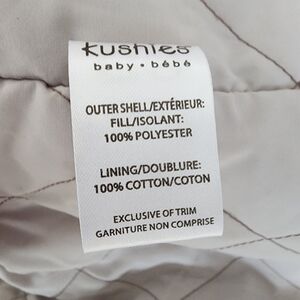 kushies
baby • bébé
OUTER SHELL/EXTÉRIEUR:
FILL/ISOLANT:
100% POLYESTER
LINING/DOUBLURE:
100% COTTON/COTON
EXCLUSIVE OF TRIM
GARNITURE NON COMPRISE